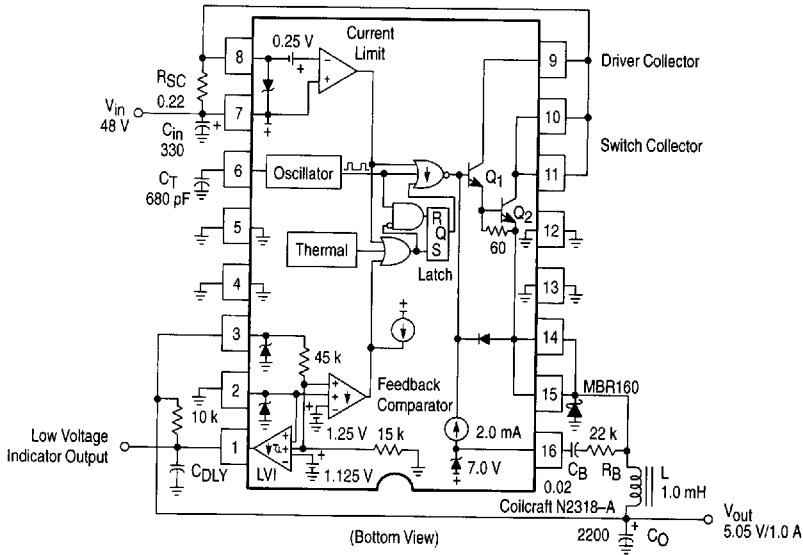 Current
Limit
0.25 V
8
9
Driver Collector
RSC
0.22
Vin
48 V
7
10
Cin
330
Switch Collector
6
Oscillator
Q1
11
CT
680 pF
Q2
R
Q
S
5
60
12
Thermal
Latch
4
13
3
14
45 k
MBR160
2
Feedback
Comparator
15
10 k
1.25 V
15 k
2.0 mA
22 k
Low Voltage
Indicator Output
1
16
CDLY
LVI
1.125 V
7.0 V
CB
RB
0.02
L
1.0 mH
Coilcraft N2318–A
(Bottom View)
2200
CO
Vout
5.05 V/1.0 A
+
+
+
+
+
+
+
+
+
+
–
–
–